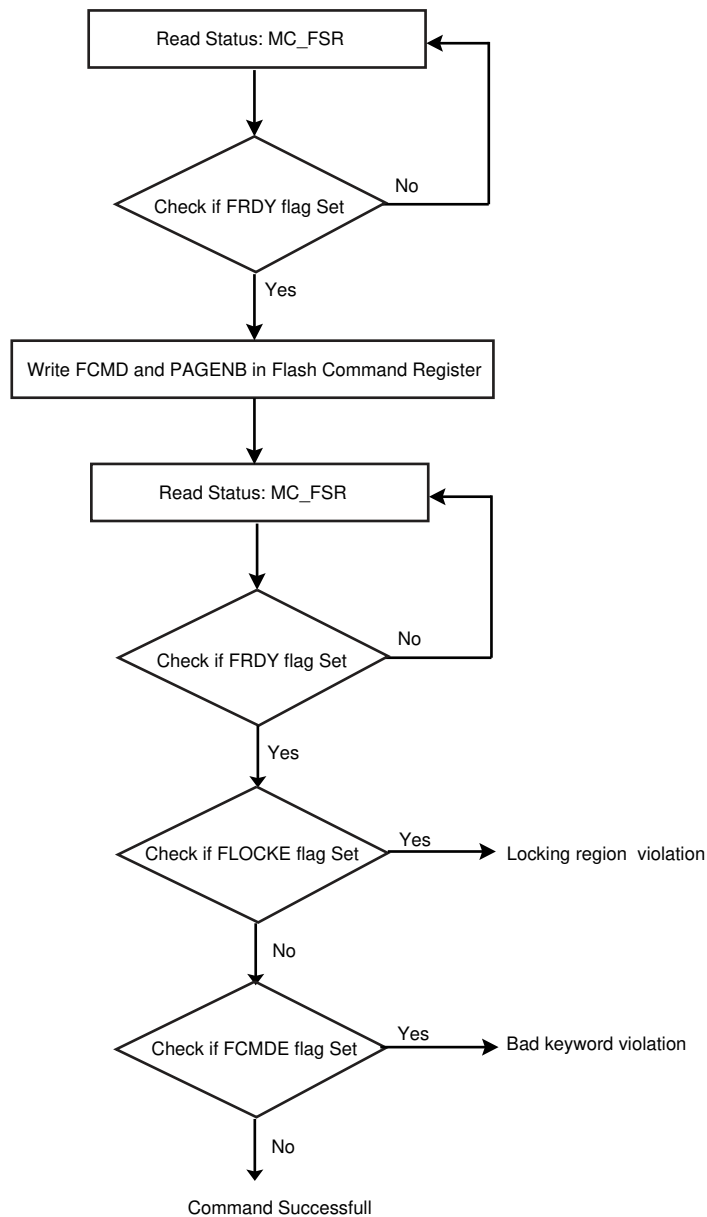 Read Status: MC_FSR
Check if FRDY flag Set
No
Yes
Write FCMD and PAGENB in Flash Command Register
Read Status: MC_FSR
No
Check if FRDY flag Set
Yes
Check if FLOCKE flag Set
Yes
Locking region violation
No
Check if FCMDE flag Set
Yes
Bad keyword violation
No
Command Successfull